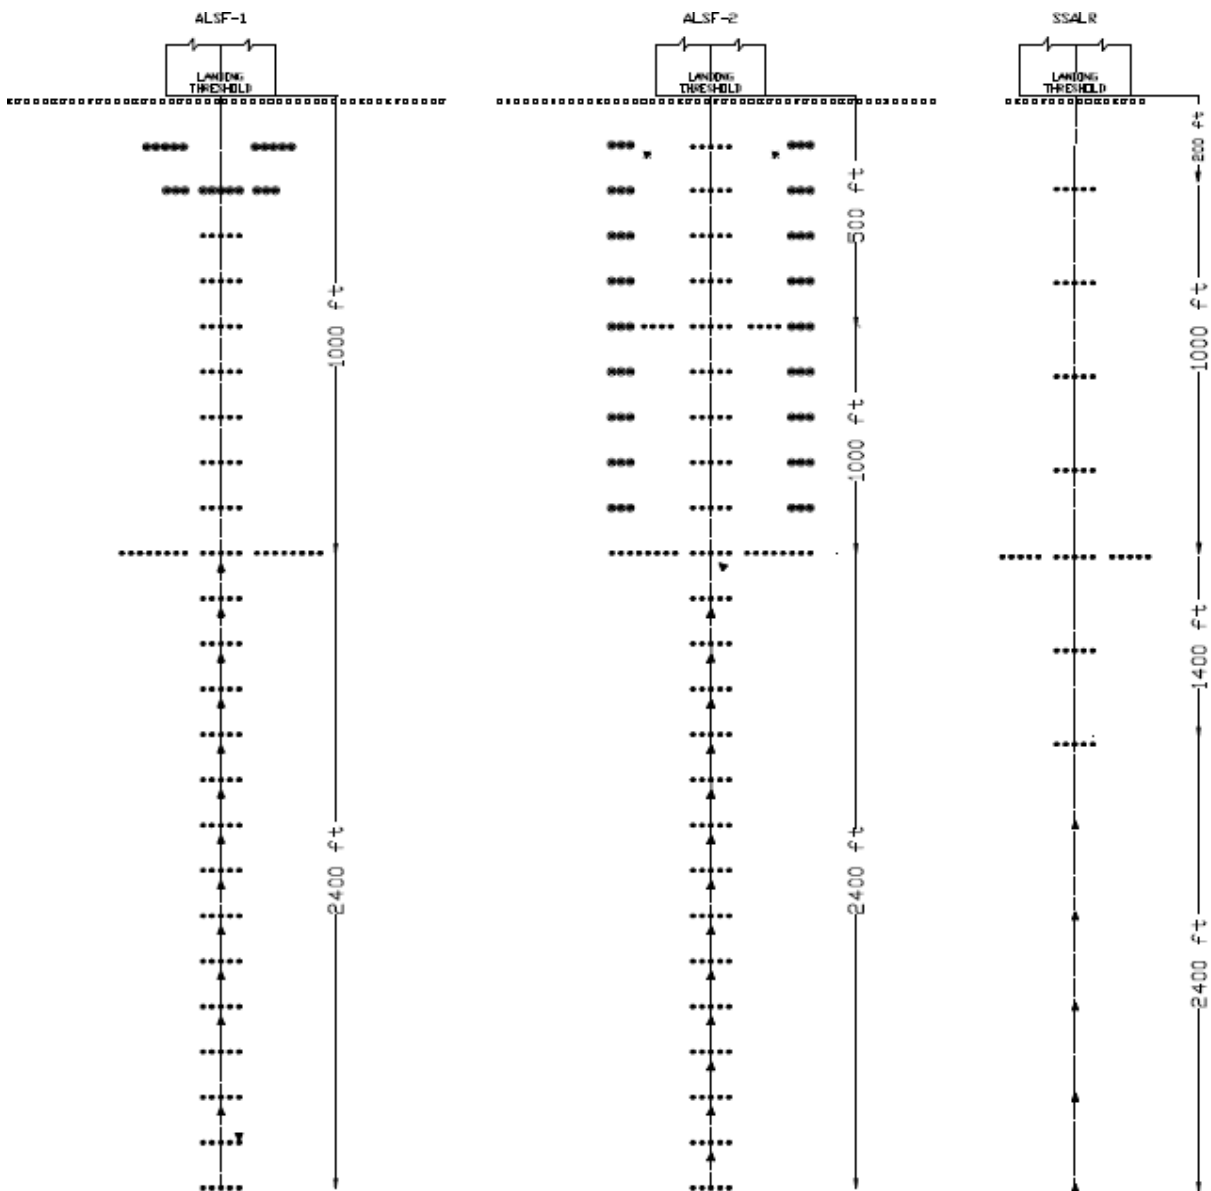 ALSF-1
ALSF-2
SSALR
LANDING
THRESHOLD
LANDING
THRESHOLD
LANDING
THRESHOLD
200 ft
500 ft
1000 ft
1000 ft
1000 ft
1400 ft
2400 ft
2400 ft
2400 ft